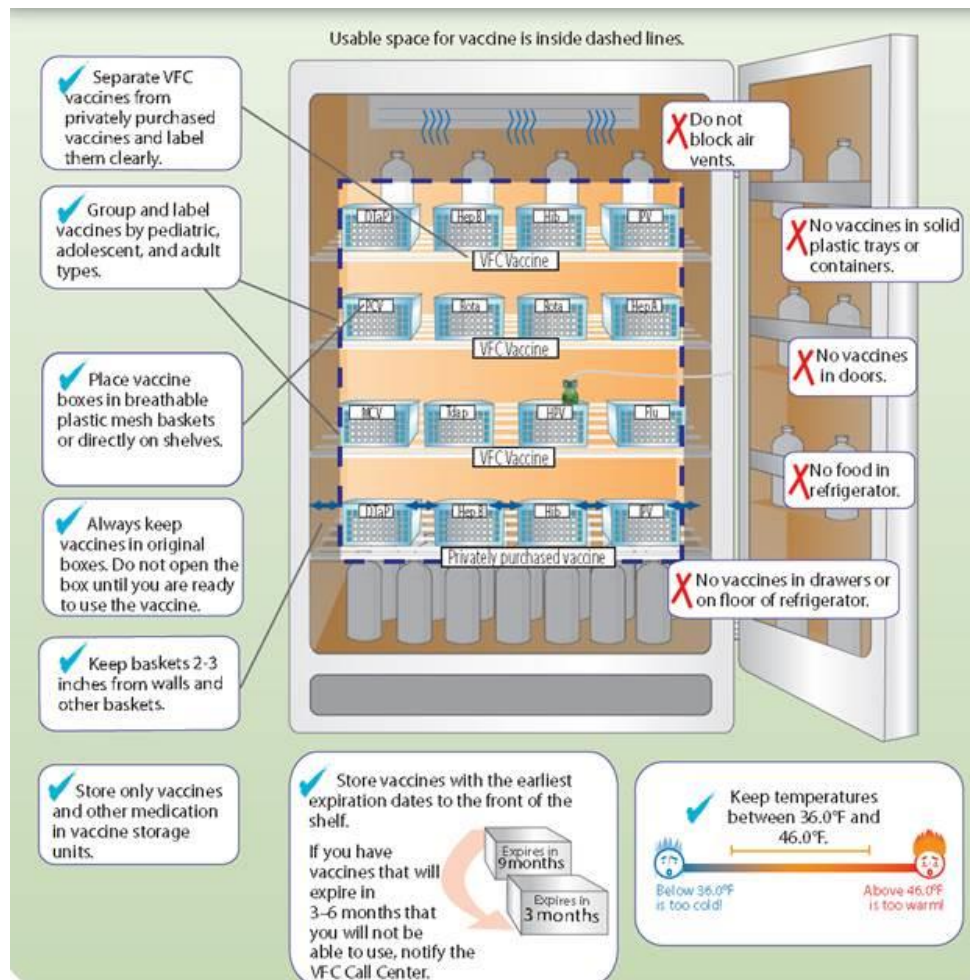 Usable space for vaccine is inside dashed lines.
Separate VFC
vaccines from
privately purchased
vaccines and label
them clearly.
Group and label
vaccines by pediatric,
adolescent, and adult
types.
Place vaccine
boxes in breathable
plastic mesh baskets
or directly on shelves.
Always keep
vaccines in original
boxes. Do not open the
box until you are ready
to use the vaccine.
Keep baskets 2-3
inches from walls and
other baskets.
Store only vaccines
and other medication
in vaccine storage
units.
DTaP Hep B Hib IPV
VFC Vaccine
PCV Rota Rota Hep A
VFC Vaccine
MCV Tdap HPV Flu
VFC Vaccine
DTaP Hep B Hib IPV
Privately purchased vaccine
Do not
block air
vents.
No vaccines in solid
plastic trays or
containers.
No vaccines
in doors.
No food in
refrigerator.
No vaccines in drawers or
on floor of refrigerator.
Store vaccines with the earliest
expiration dates to the front of the
shelf.
If you have
vaccines that will
expire in
3–6 months that
you will not be
able to use, notify the
VFC Call Center.
Expires in
9 months
Expires in
3 months
Keep temperatures
between 36.0°F and
46.0°F.
Below 36.0°F
is too cold!
Above 46.0°F
is too warm!